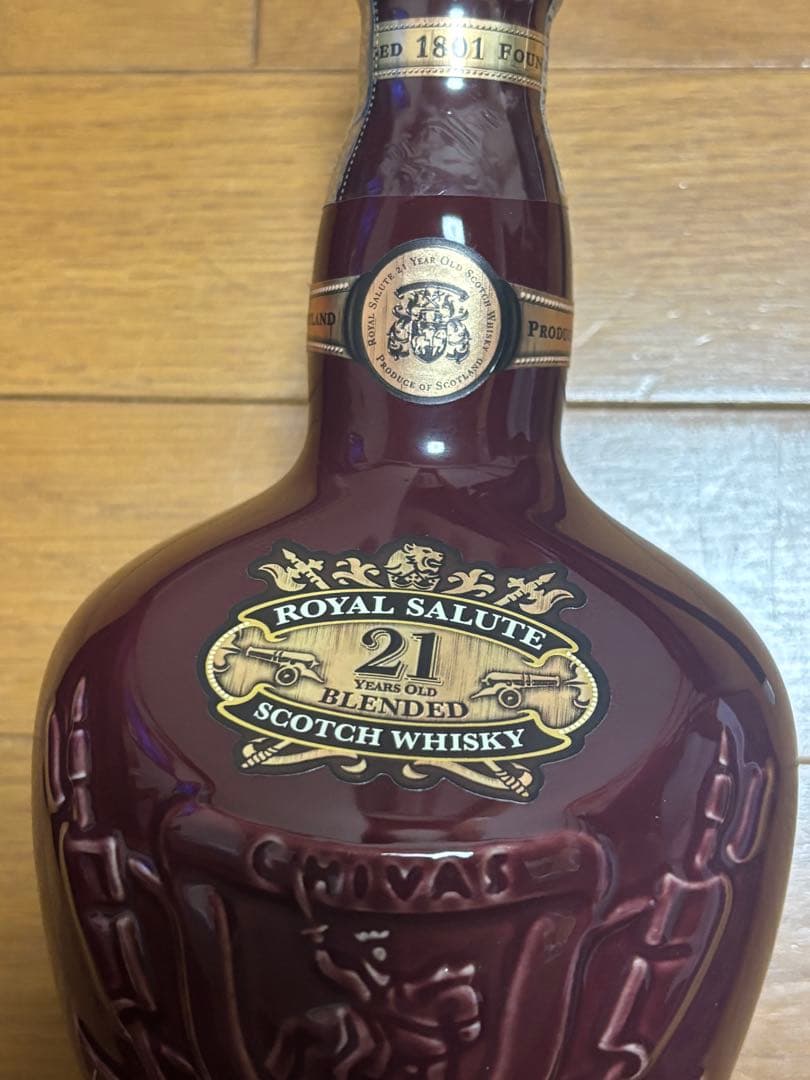 ED 1801 FOUN
ROYAL SALUTE 21 YEAR OLD SCOTCH WHISKY
PRODUCE OF SCOTLAND
LAND
PRODU
ROYAL SALUTE
21
YEARS OLD
BLENDED
SCOTCH WHISKY
CHIVAS